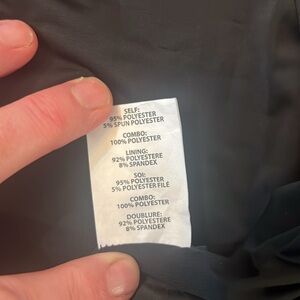 SELF:
95% POLYESTER
5% SPUN POLYESTER
COMBO:
100% POLYESTER
LINING:
92% POLYESTERE
8% SPANDEX
SOI:
95% POLYESTER
5% POLYESTER FILE
COMBO:
100% POLYESTER
DOUBLURE:
92% POLYESTERE
8% SPANDEX